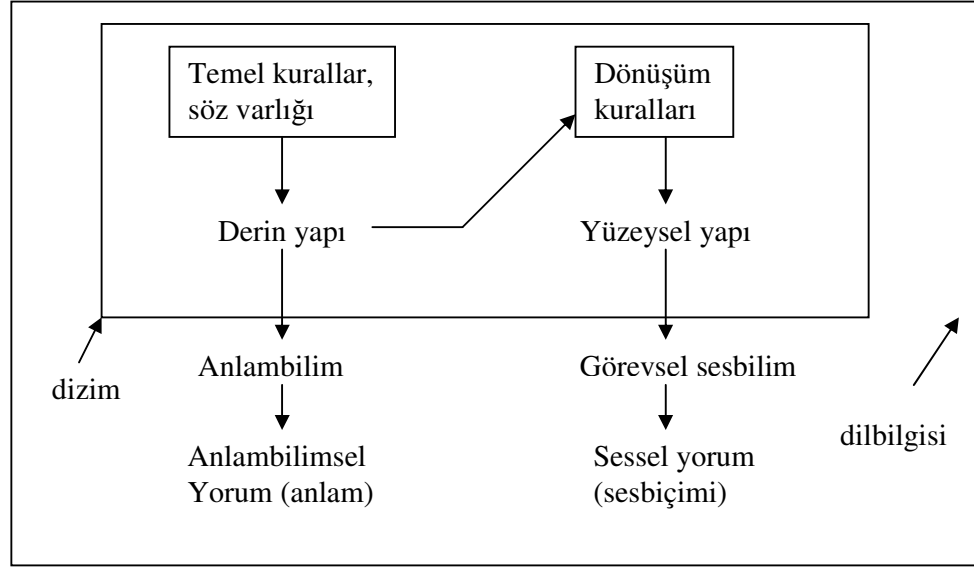 Temel kurallar,
söz varlığı
Dönüşüm
kuralları
Derin yapı
Yüzeysel yapı
dizim
Anlambilim
Görevsel sesbilim
dilbilgisi
Anlambilimsel
Yorum (anlam)
Sessel yorum
(sesbiçimi)